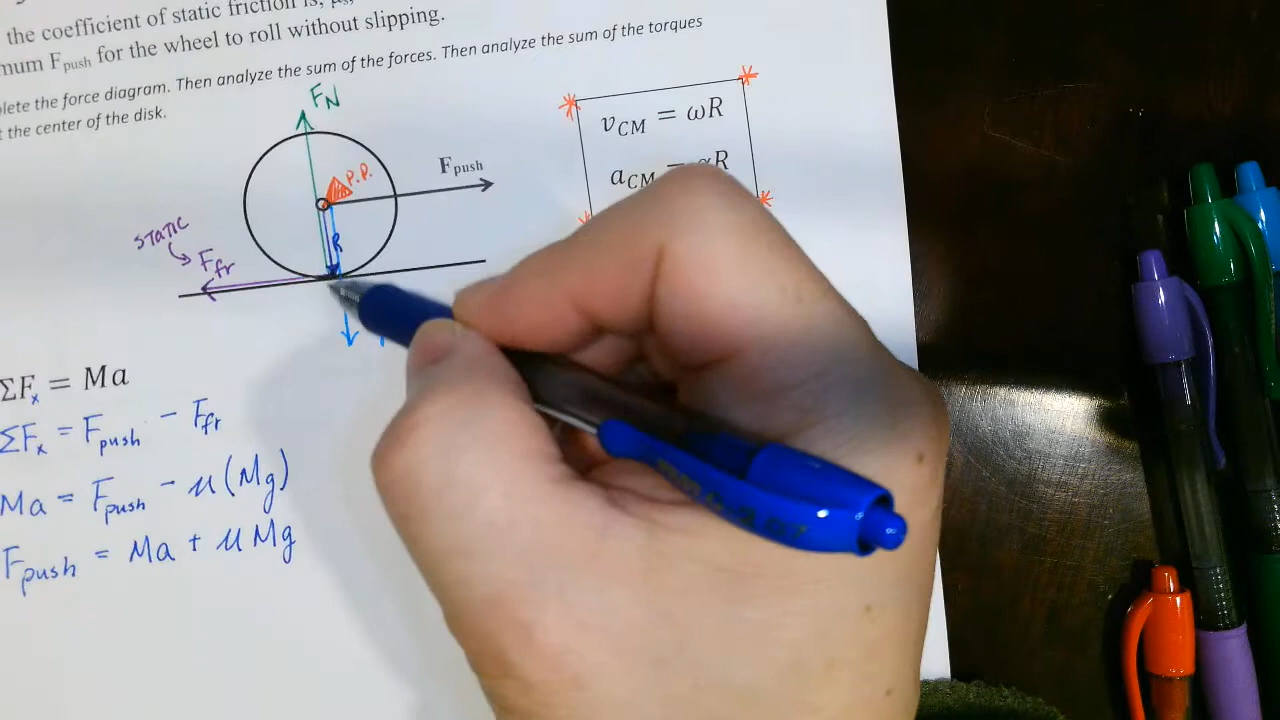 the coefficient of static friction is, μs,
mum Fpush for the wheel to roll without slipping.
lete the force diagram. Then analyze the sum of the forces. Then analyze the sum of the torques
t the center of the disk.
FN
P.P.
Fpush
vCM = ωR
aCM = αR
STATIC
R
Ffr
ΣFx = Ma
ΣFx = Fpush - Ffr
Ma = Fpush - μ(Mg)
Fpush = Ma + μMg